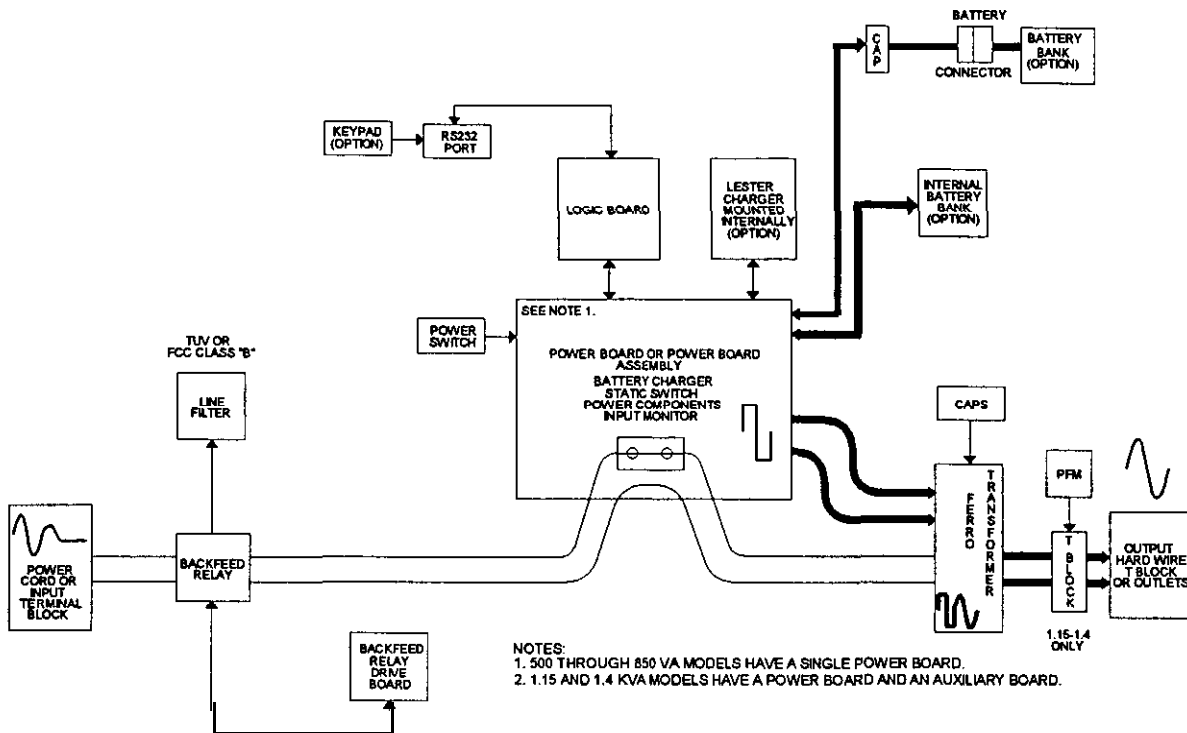 BATTERY
CAP
CONNECTOR
BATTERY
BANK
(OPTION)
KEYPAD
(OPTION)
RS232
PORT
LOGIC BOARD
LESTER
CHARGER
MOUNTED
INTERNALLY
(OPTION)
INTERNAL
BATTERY
BANK
(OPTION)
SEE NOTE 1.
POWER
SWITCH
POWER BOARD OR POWER BOARD
ASSEMBLY
BATTERY CHARGER
STATIC SWITCH
POWER COMPONENTS
INPUT MONITOR
TUV OR
FCC CLASS "B"
LINE
FILTER
CAPS
PFM
POWER
CORD OR
INPUT
TERMINAL
BLOCK
BACKFEED
RELAY
FERRO
TRANSFORMER
T BLOCK
OUTPUT
HARD WIRE
T BLOCK
OR OUTLETS
1.15-1.4
ONLY
BACKFEED
RELAY
DRIVE
BOARD
NOTES:
1. 500 THROUGH 850 VA MODELS HAVE A SINGLE POWER BOARD.
2. 1.15 AND 1.4 KVA MODELS HAVE A POWER BOARD AND AN AUXILIARY BOARD.